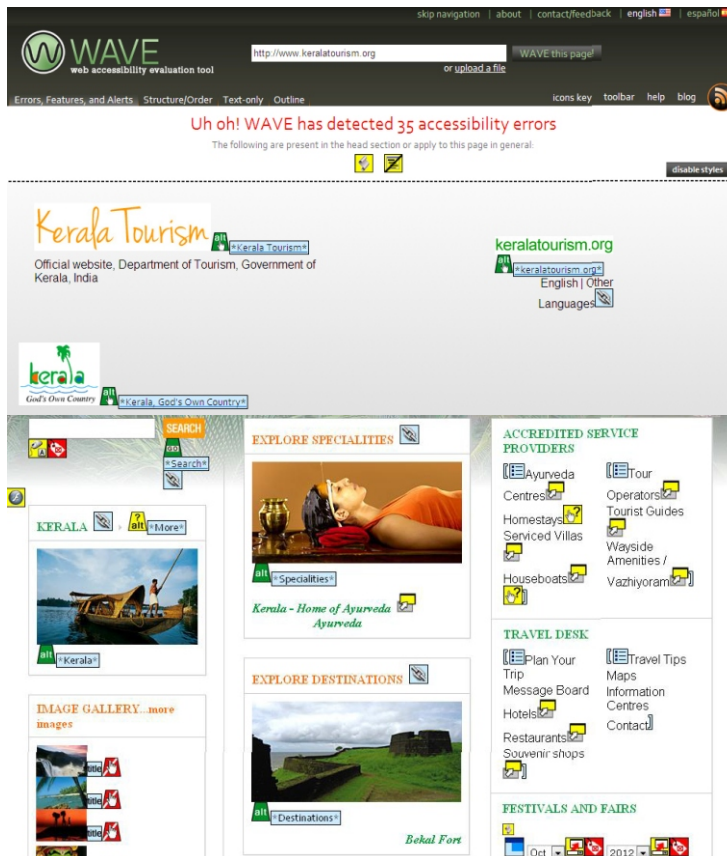 skip navigation | about | contact/feedback | english | español
WAVE
web accessibility evaluation tool
http://www.keralatourism.org
WAVE this page!
or upload a file
Errors, Features, and Alerts Structure/Order Text-only Outline
icons key toolbar help blog
Uh oh! WAVE has detected 35 accessibility errors
The following are present in the head section or apply to this page in general:
disable styles
Kerala Tourism
alt *Kerala Tourism*
Official website, Department of Tourism, Government of
Kerala, India
keralatourism.org
alt *keralatourism.org*
English | Other
Languages
kerala
God's Own Country
alt *Kerala, God's Own Country*
SEARCH
GO
*Search*
KERALA
? alt *More*
alt *Kerala*
IMAGE GALLERY...more
images
title
title
title
EXPLORE SPECIALITIES
alt *Specialities*
Kerala - Home of Ayurveda
Ayurveda
EXPLORE DESTINATIONS
alt *Destinations*
Bekal Fort
ACCREDITED SERVICE
PROVIDERS
Ayurveda
Centres
Homestays
Serviced Villas
Houseboats
Tour
Operators
Tourist Guides
Wayside
Amenities /
Vazhiyoram
TRAVEL DESK
Plan Your
Trip
Message Board
Hotels
Restaurants
Souvenir shops
Travel Tips
Maps
Information
Centres
Contact
FESTIVALS AND FAIRS
Oct 2012